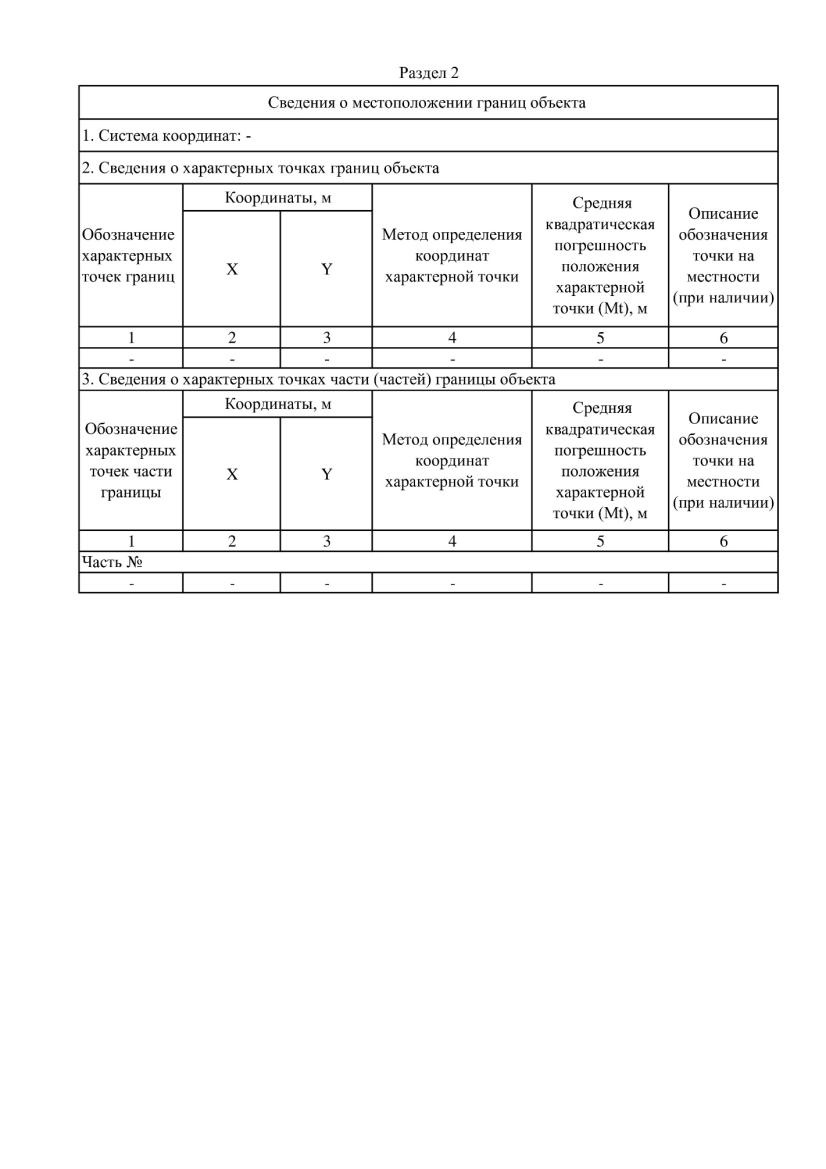 Раздел 2
Сведения о местоположении границ объекта
1. Система координат: -
2. Сведения о характерных точках границ объекта
Обозначение
характерных
точек границ
Координаты, м
X
Y
Метод определения
координат
характерной точки
Средняя
квадратическая
погрешность
положения
характерной
точки (Mt), м
Описание
обозначения
точки на
местности
(при наличии)
1 2 3 4 5 6
- - - - - -
3. Сведения о характерных точках части (частей) границы объекта
Обозначение
характерных
точек части
границы
Координаты, м
X
Y
Метод определения
координат
характерной точки
Средняя
квадратическая
погрешность
положения
характерной
точки (Mt), м
Описание
обозначения
точки на
местности
(при наличии)
1 2 3 4 5 6
Часть №
- - - - - -